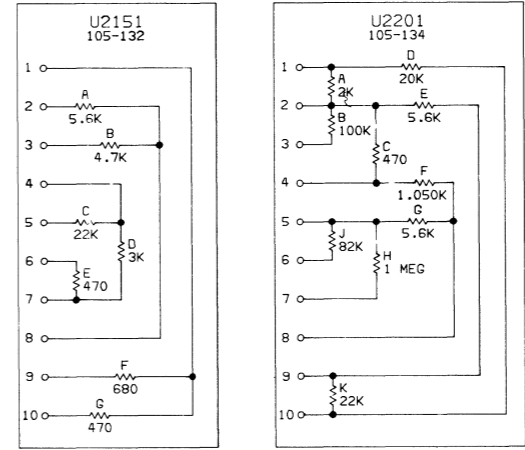 U2151
105-132
1
2
A
5.6K
3
B
4.7K
4
5
C
22K
D
3K
6
E
470
7
8
9
F
680
10
G
470
U2201
105-134
1
D
20K
A
2K
2
E
5.6K
B
100K
3
C
470
4
F
1.050K
5
G
5.6K
J
82K
6
H
1 MEG
7
8
9
K
22K
10